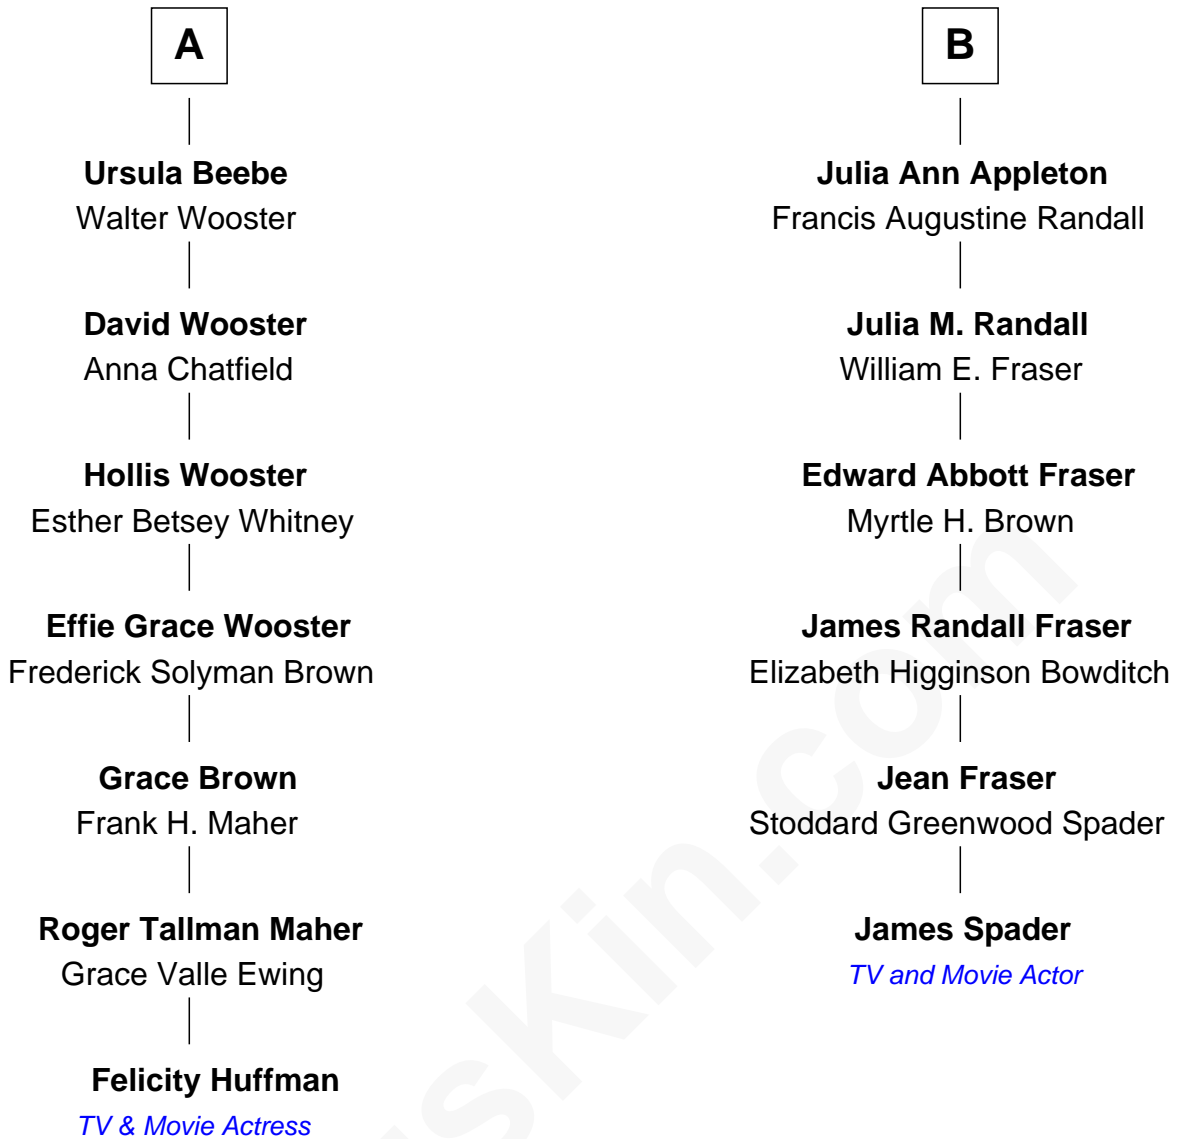 A
Ursula Beebe
Walter Wooster
David Wooster
Anna Chatfield
Hollis Wooster
Esther Betsey Whitney
Effie Grace Wooster
Frederick Solyman Brown
Grace Brown
Frank H. Maher
Roger Tallman Maher
Grace Valle Ewing
Felicity Huffman
TV & Movie Actress
B
Julia Ann Appleton
Francis Augustine Randall
Julia M. Randall
William E. Fraser
Edward Abbott Fraser
Myrtle H. Brown
James Randall Fraser
Elizabeth Higginson Bowditch
Jean Fraser
Stoddard Greenwood Spader
James Spader
TV and Movie Actor
usKin.com